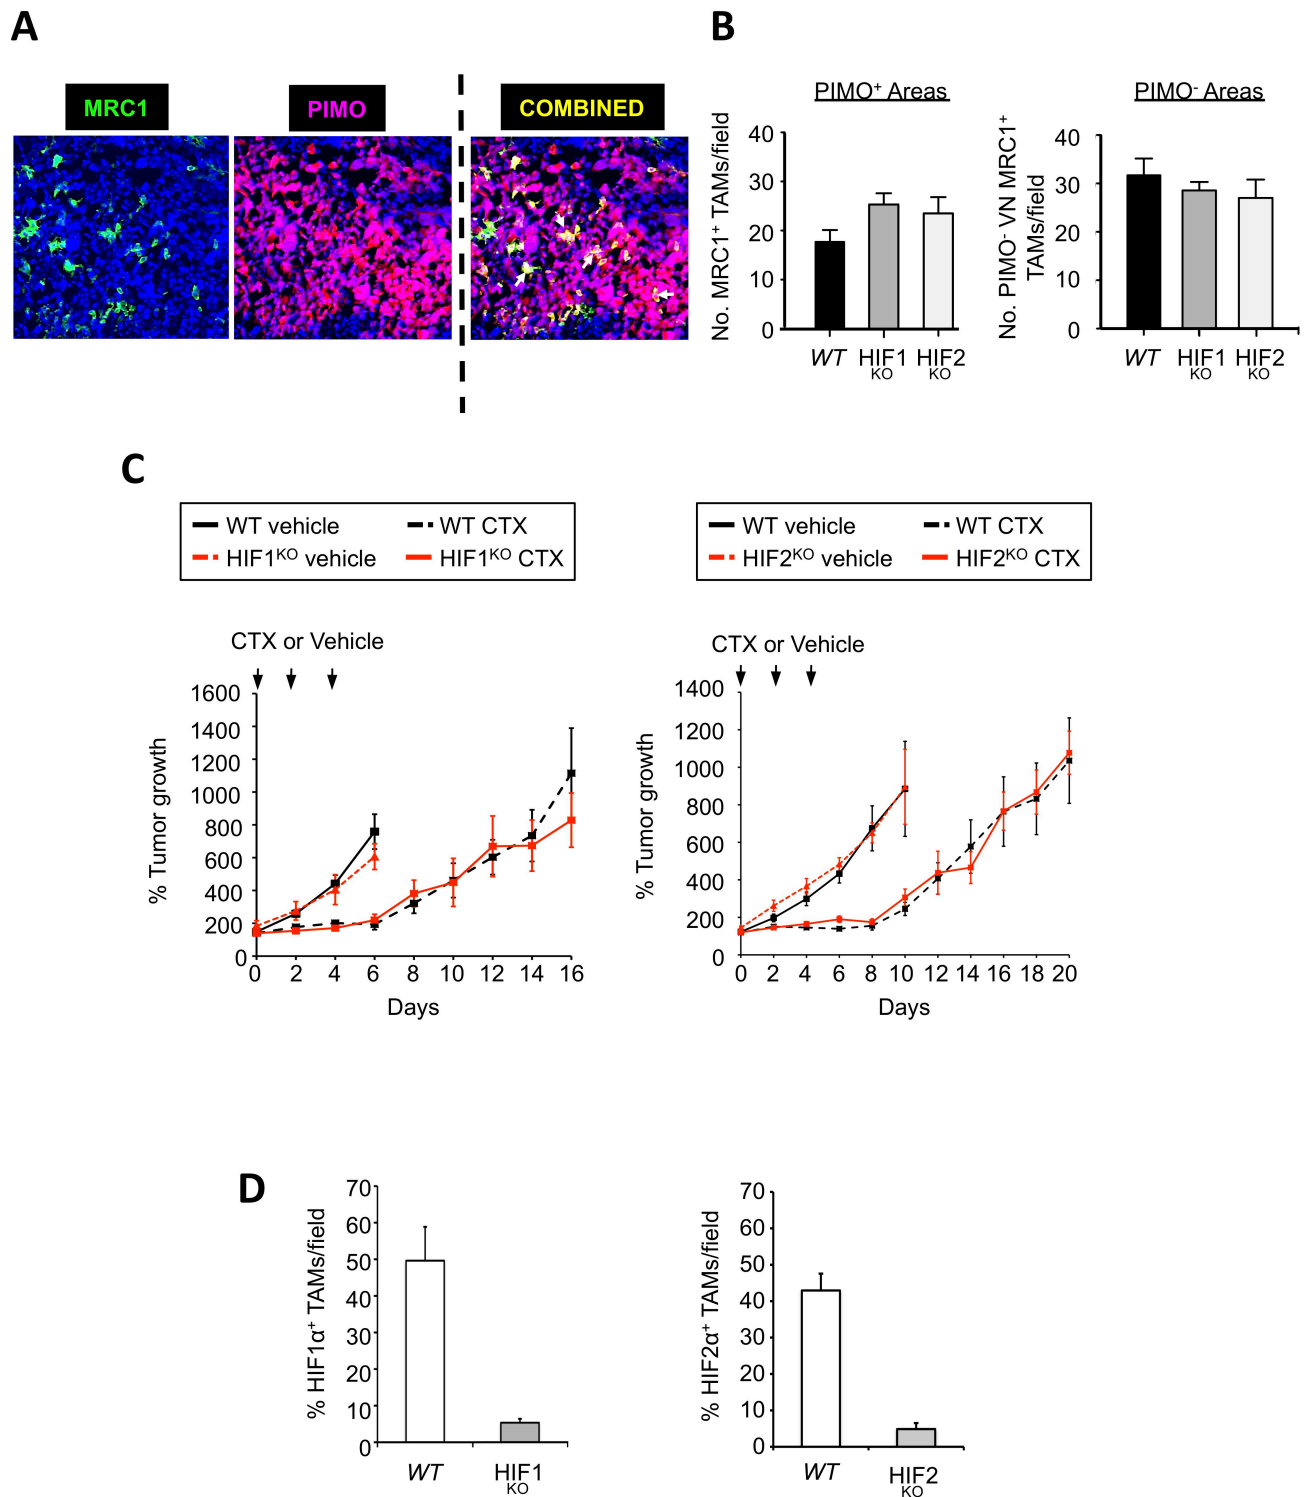 A
MRC1
PIMO
COMBINED
B
PIMO⁺ Areas
No. MRC1⁺ TAMs/field
40
30
20
10
0
WT
HIF1
KO
HIF2
KO
PIMO⁻ Areas
No. PIMO⁻ VN MRC1⁺
TAMs/field
40
30
20
10
0
WT
HIF1
KO
HIF2
KO
C
WT vehicle
WT CTX
HIF1ᴷᴼ vehicle
HIF1ᴷᴼ CTX
CTX or Vehicle
% Tumor growth
1600
1400
1200
1000
800
600
400
200
0
0 2 4 6 8 10 12 14 16
Days
WT vehicle
WT CTX
HIF2ᴷᴼ vehicle
HIF2ᴷᴼ CTX
CTX or Vehicle
% Tumor growth
1400
1200
1000
800
600
400
200
0
0 2 4 6 8 10 12 14 16 18 20
Days
D
% HIF1α⁺ TAMs/field
70
60
50
40
30
20
10
0
WT
HIF1
KO
% HIF2α⁺ TAMs/field
70
60
50
40
30
20
10
0
WT
HIF2
KO